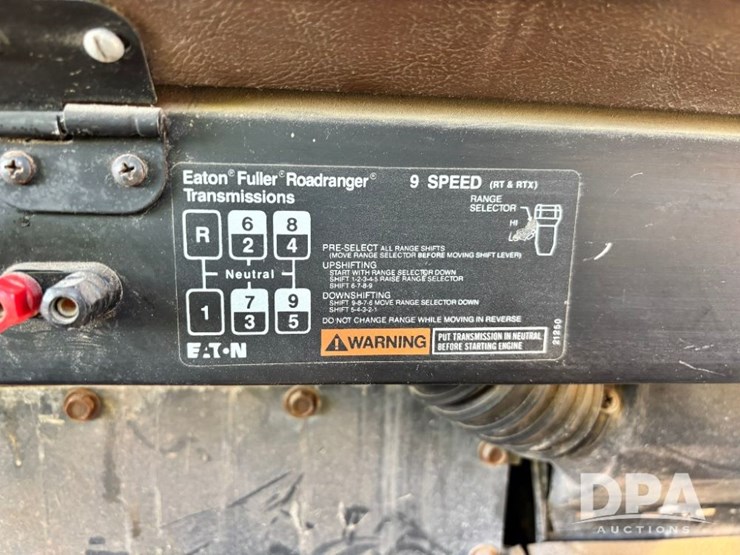 Eaton® Fuller® Roadranger® 9 SPEED (RT & RTX)
Transmissions
RANGE
SELECTOR
HI
LO
R 6 8
2 4
Neutral
1 7 9
3 5
PRE-SELECT ALL RANGE SHIFTS
(MOVE RANGE SELECTOR BEFORE MOVING SHIFT LEVER)
UPSHIFTING
START WITH RANGE SELECTOR DOWN
SHIFT 1-2-3-4-5 RAISE RANGE SELECTOR
SHIFT 6-7-8-9
DOWNSHIFTING
SHIFT 9-8-7-6 MOVE RANGE SELECTOR DOWN
SHIFT 5-4-3-2-1
DO NOT CHANGE RANGE WHILE MOVING IN REVERSE
EATON
WARNING
PUT TRANSMISSION IN NEUTRAL
BEFORE STARTING ENGINE
21250
DPA
AUCTIONS